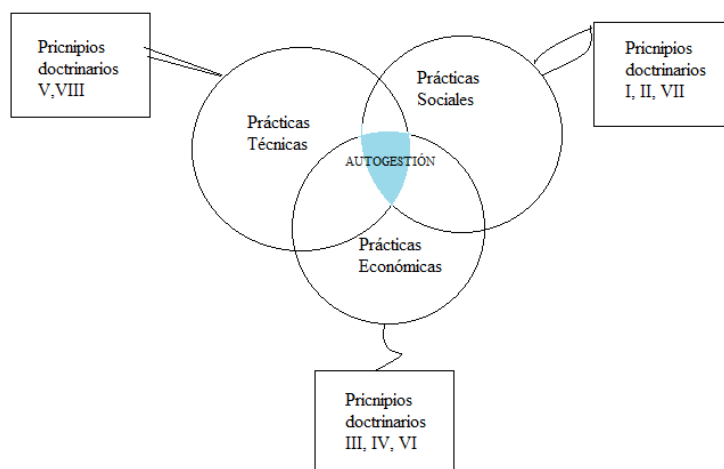 Pricnipios
doctrinarios
V,VIII
Prácticas
Técnicas
Prácticas
Sociales
Pricnipios
doctrinarios
I, II, VII
AUTOGESTIÓN
Prácticas
Económicas
Pricnipios
doctrinarios
III, IV, VI